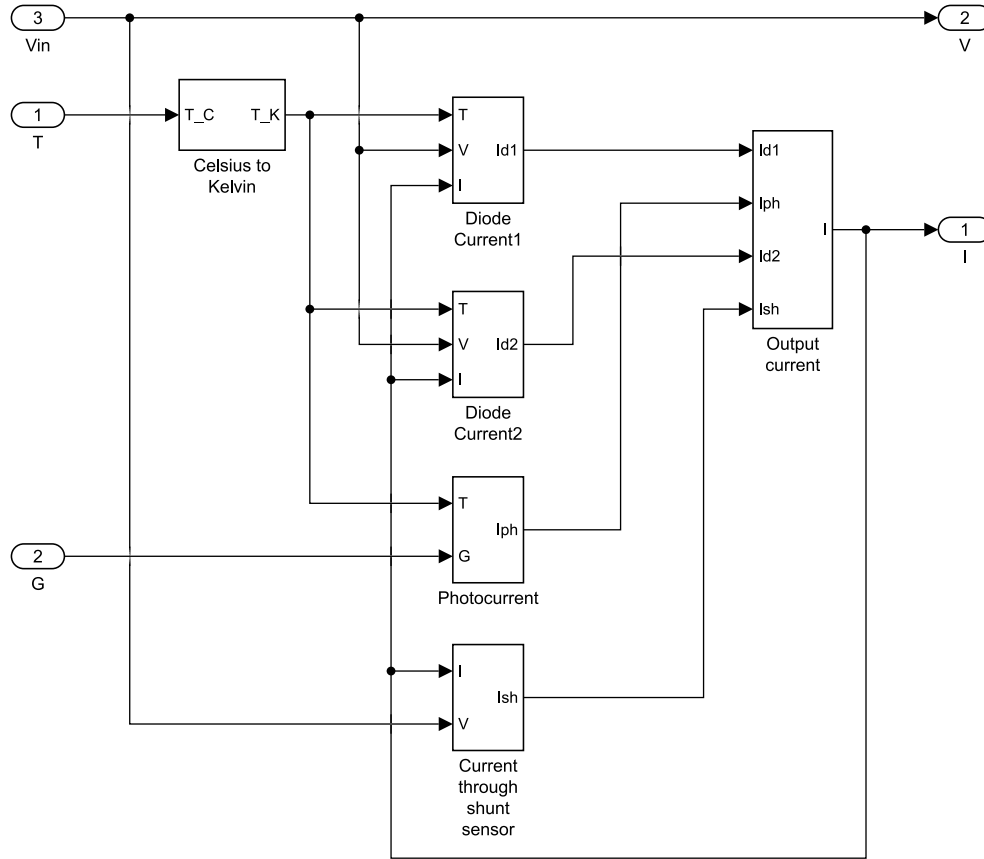 3
Vin
2
V
1
T
T_C
T_K
Celsius to
Kelvin
T
V
I
Id1
Diode
Current1
Id1
Iph
Id2
Ish
I
Output
current
1
I
T
V
I
Id2
Diode
Current2
T
G
Iph
Photocurrent
2
G
I
V
Ish
Current
through
shunt
sensor